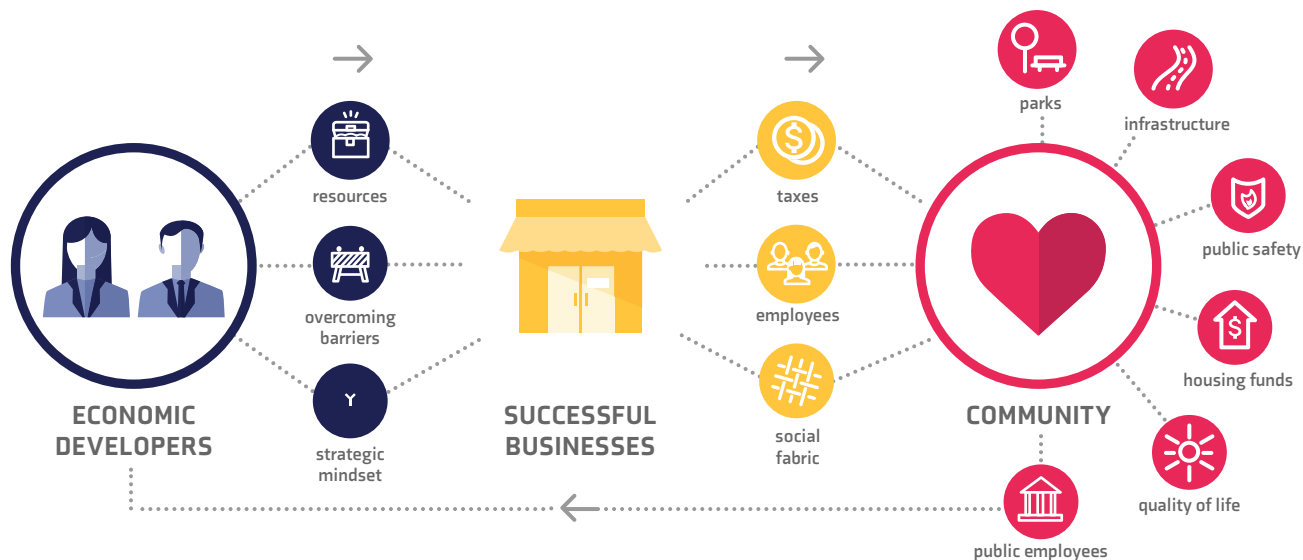 parks
infrastructure
resources
taxes
public safety
overcoming
barriers
employees
housing funds
ECONOMIC
DEVELOPERS
SUCCESSFUL
BUSINESSES
COMMUNITY
strategic
mindset
social
fabric
quality of life
public employees